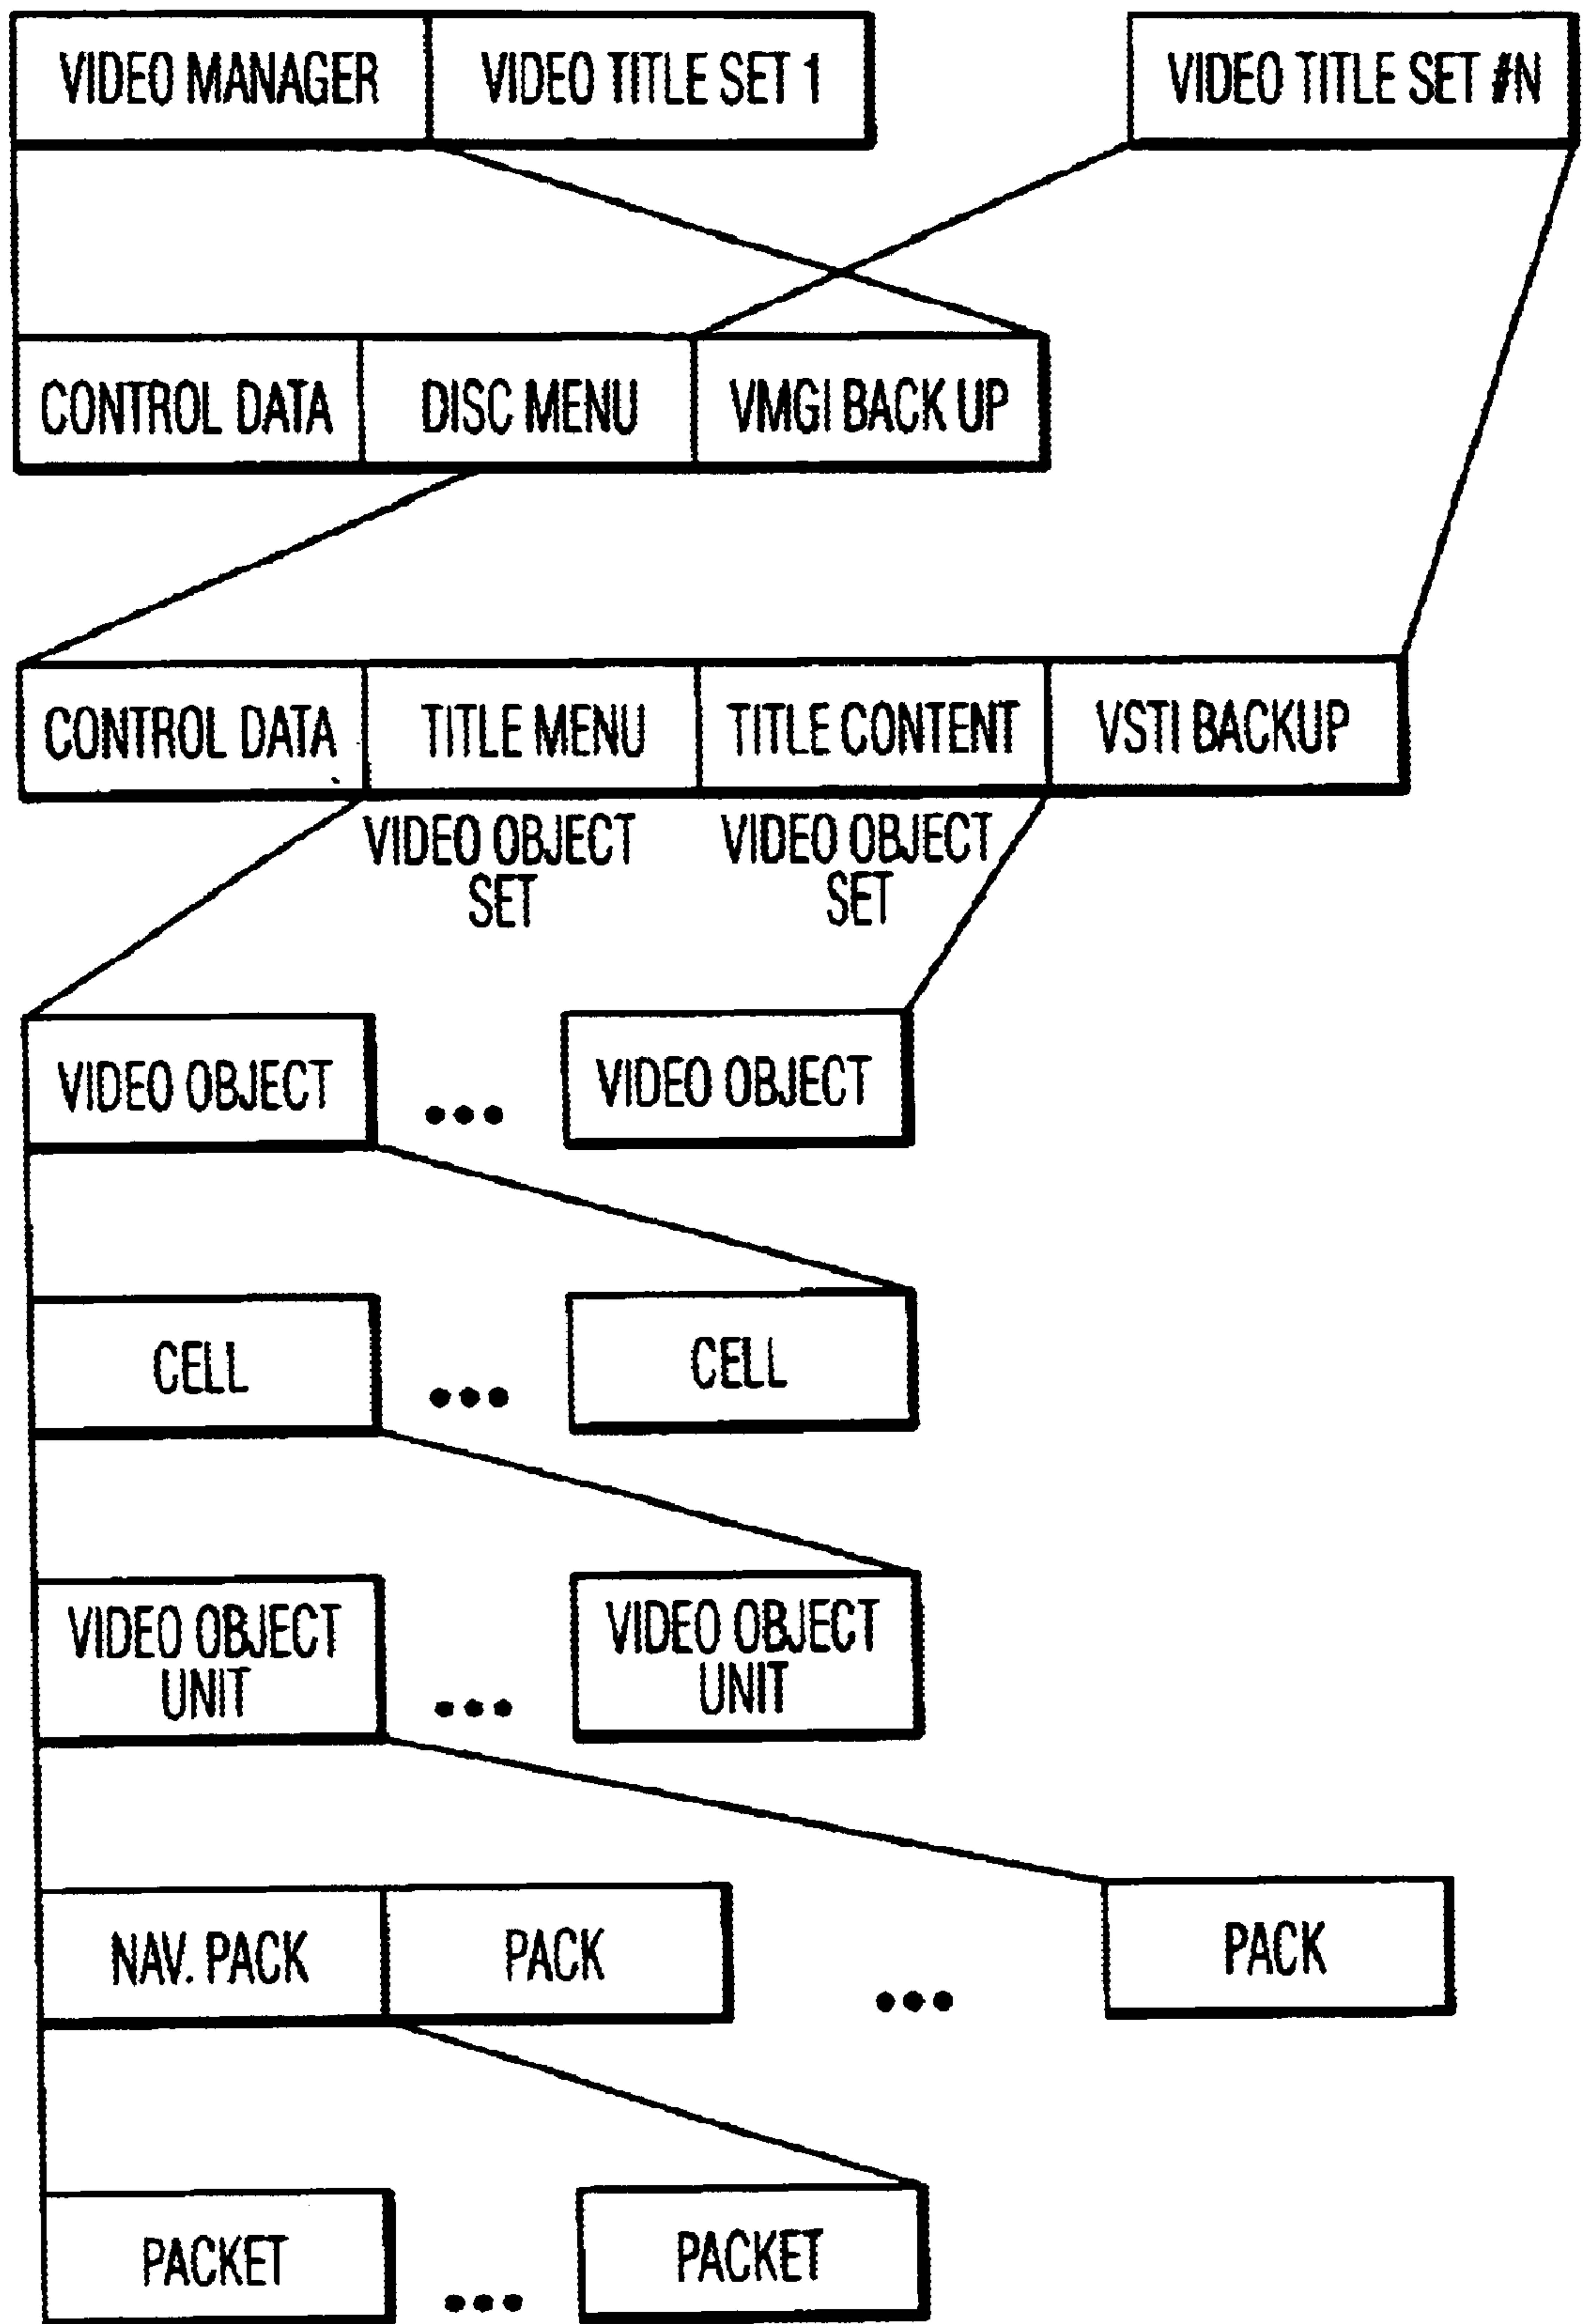 VIDEO MANAGER VIDEO TITLE SET 1 VIDEO TITLE SET #N
CONTROL DATA DISC MENU VMGI BACK UP
CONTROL DATA TITLE MENU TITLE CONTENT VSTI BACKUP
VIDEO OBJECT SET VIDEO OBJECT SET
VIDEO OBJECT ... VIDEO OBJECT
CELL ... CELL
VIDEO OBJECT UNIT ... VIDEO OBJECT UNIT
NAV. PACK PACK ... PACK
PACKET ... PACKET